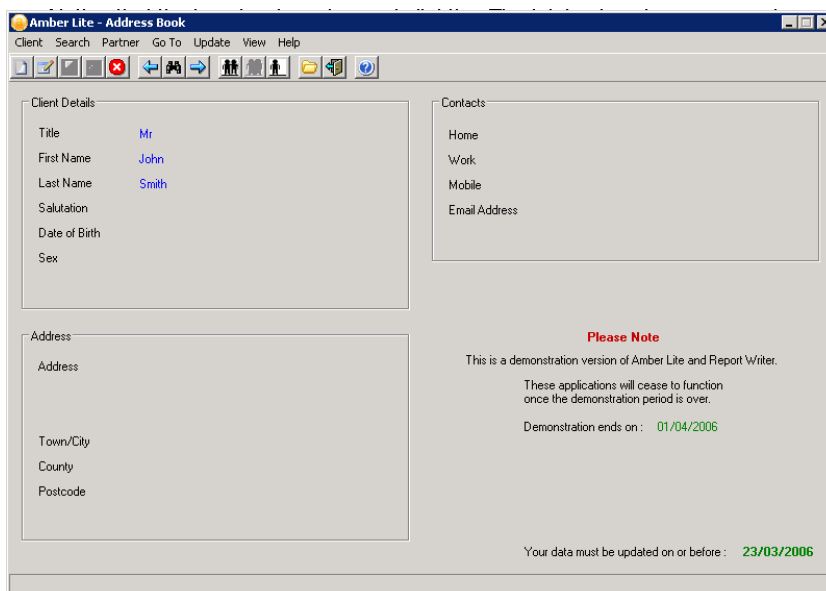 Amber Lite - Address Book
Client Search Partner Go To Update View Help
Client Details
Title Mr
First Name John
Last Name Smith
Salutation
Date of Birth
Sex
Contacts
Home
Work
Mobile
Email Address
Address
Address
Town/City
County
Postcode
Please Note
This is a demonstration version of Amber Lite and Report Writer.
These applications will cease to function
once the demonstration period is over.
Demonstration ends on : 01/04/2006
Your data must be updated on or before : 23/03/2006